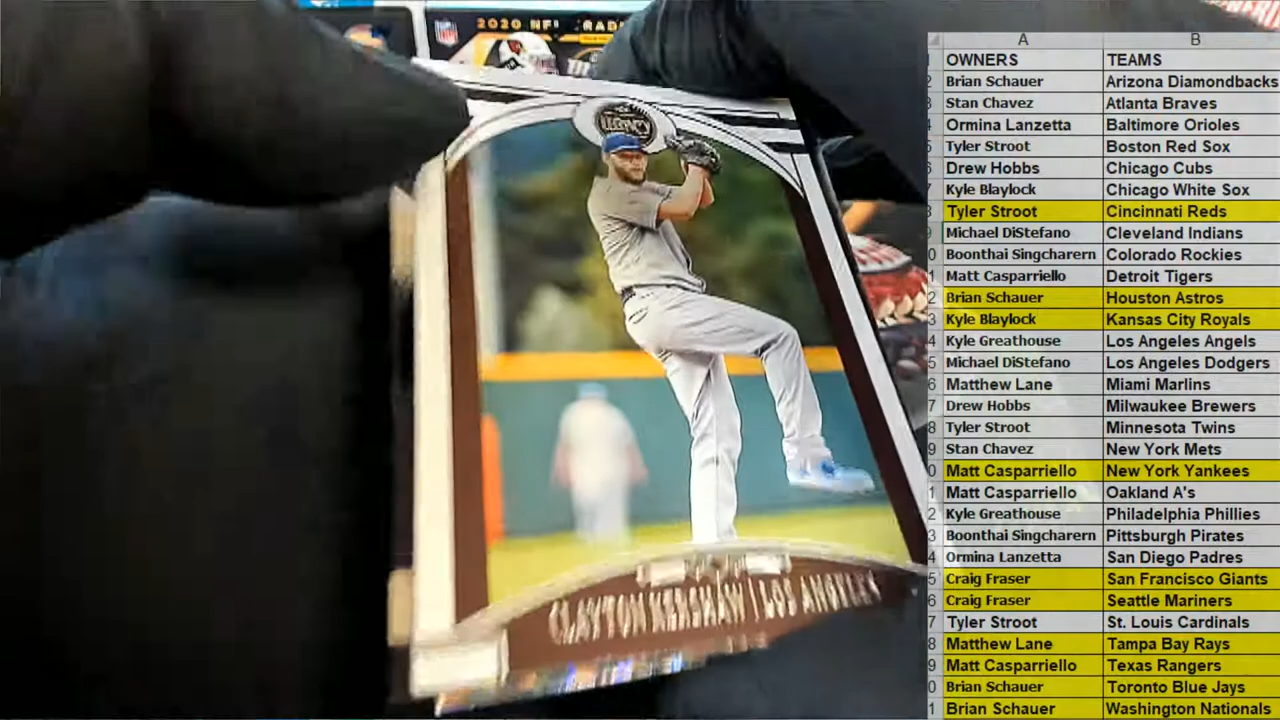 2020 NFL
LEGACY
CLAYTON KERSHAW | LOS ANGELES
A B
OWNERS TEAMS
Brian Schauer Arizona Diamondbacks
Stan Chavez Atlanta Braves
Ormina Lanzetta Baltimore Orioles
Tyler Stroot Boston Red Sox
Drew Hobbs Chicago Cubs
Kyle Blaylock Chicago White Sox
Tyler Stroot Cincinnati Reds
Michael DiStefano Cleveland Indians
Boonthai Singcharern Colorado Rockies
Matt Casparriello Detroit Tigers
Brian Schauer Houston Astros
Kyle Blaylock Kansas City Royals
Kyle Greathouse Los Angeles Angels
Michael DiStefano Los Angeles Dodgers
Matthew Lane Miami Marlins
Drew Hobbs Milwaukee Brewers
Tyler Stroot Minnesota Twins
Stan Chavez New York Mets
Matt Casparriello New York Yankees
Matt Casparriello Oakland A's
Kyle Greathouse Philadelphia Phillies
Boonthai Singcharern Pittsburgh Pirates
Ormina Lanzetta San Diego Padres
Craig Fraser San Francisco Giants
Craig Fraser Seattle Mariners
Tyler Stroot St. Louis Cardinals
Matthew Lane Tampa Bay Rays
Matt Casparriello Texas Rangers
Brian Schauer Toronto Blue Jays
Brian Schauer Washington Nationals